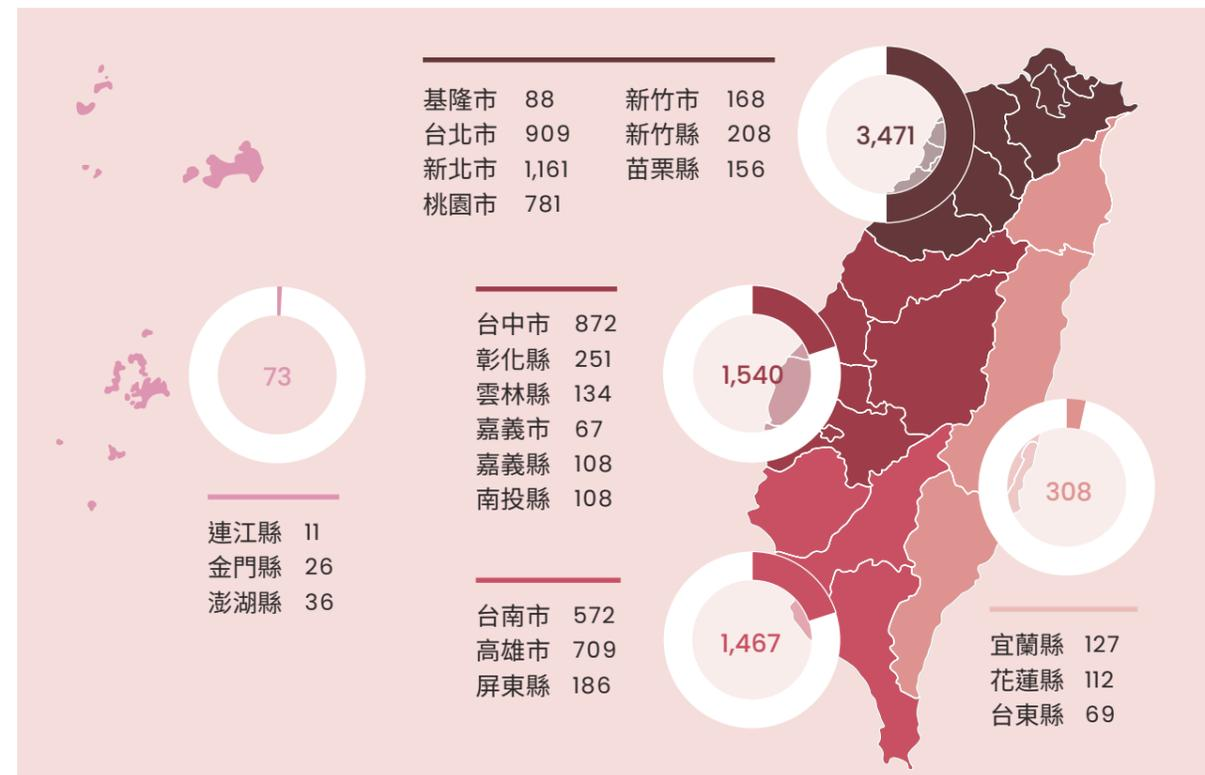 基隆市 88 新竹市 168
台北市 909 新竹縣 208
新北市 1,161 苗栗縣 156
桃園市 781
3,471
台中市 872
彰化縣 251
雲林縣 134
嘉義市 67
嘉義縣 108
南投縣 108
1,540
73
連江縣 11
金門縣 26
澎湖縣 36
308
宜蘭縣 127
花蓮縣 112
台東縣 69
台南市 572
高雄市 709
屏東縣 186
1,467